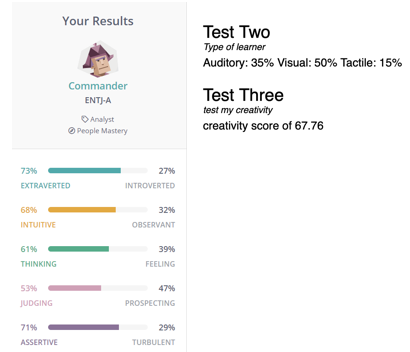 Your Results
Commander
ENTJ-A
Analyst
People Mastery
73% 27%
EXTRAVERTED INTROVERTED
68% 32%
INTUITIVE OBSERVANT
61% 39%
THINKING FEELING
53% 47%
JUDGING PROSPECTING
71% 29%
ASSERTIVE TURBULENT
Test Two
Type of learner
Auditory: 35% Visual: 50% Tactile: 15%
Test Three
test my creativity
creativity score of 67.76